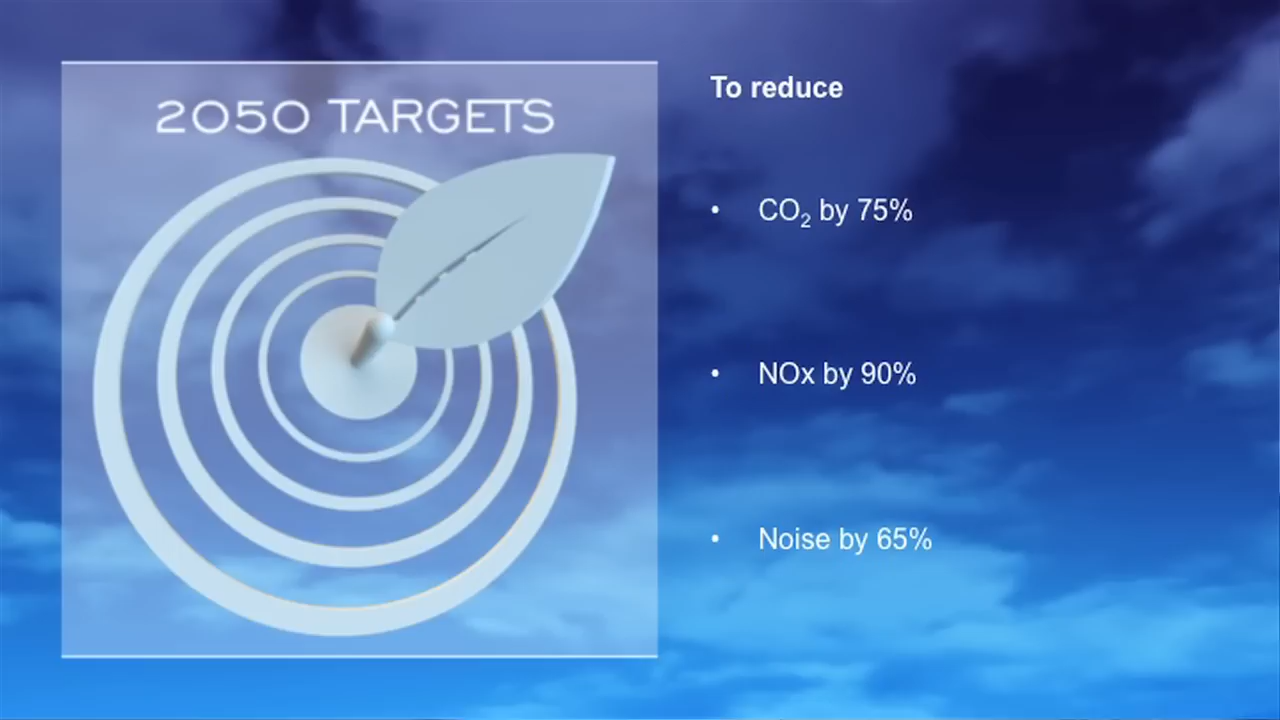 2050 TARGETS
To reduce
• CO₂ by 75%
• NOx by 90%
• Noise by 65%